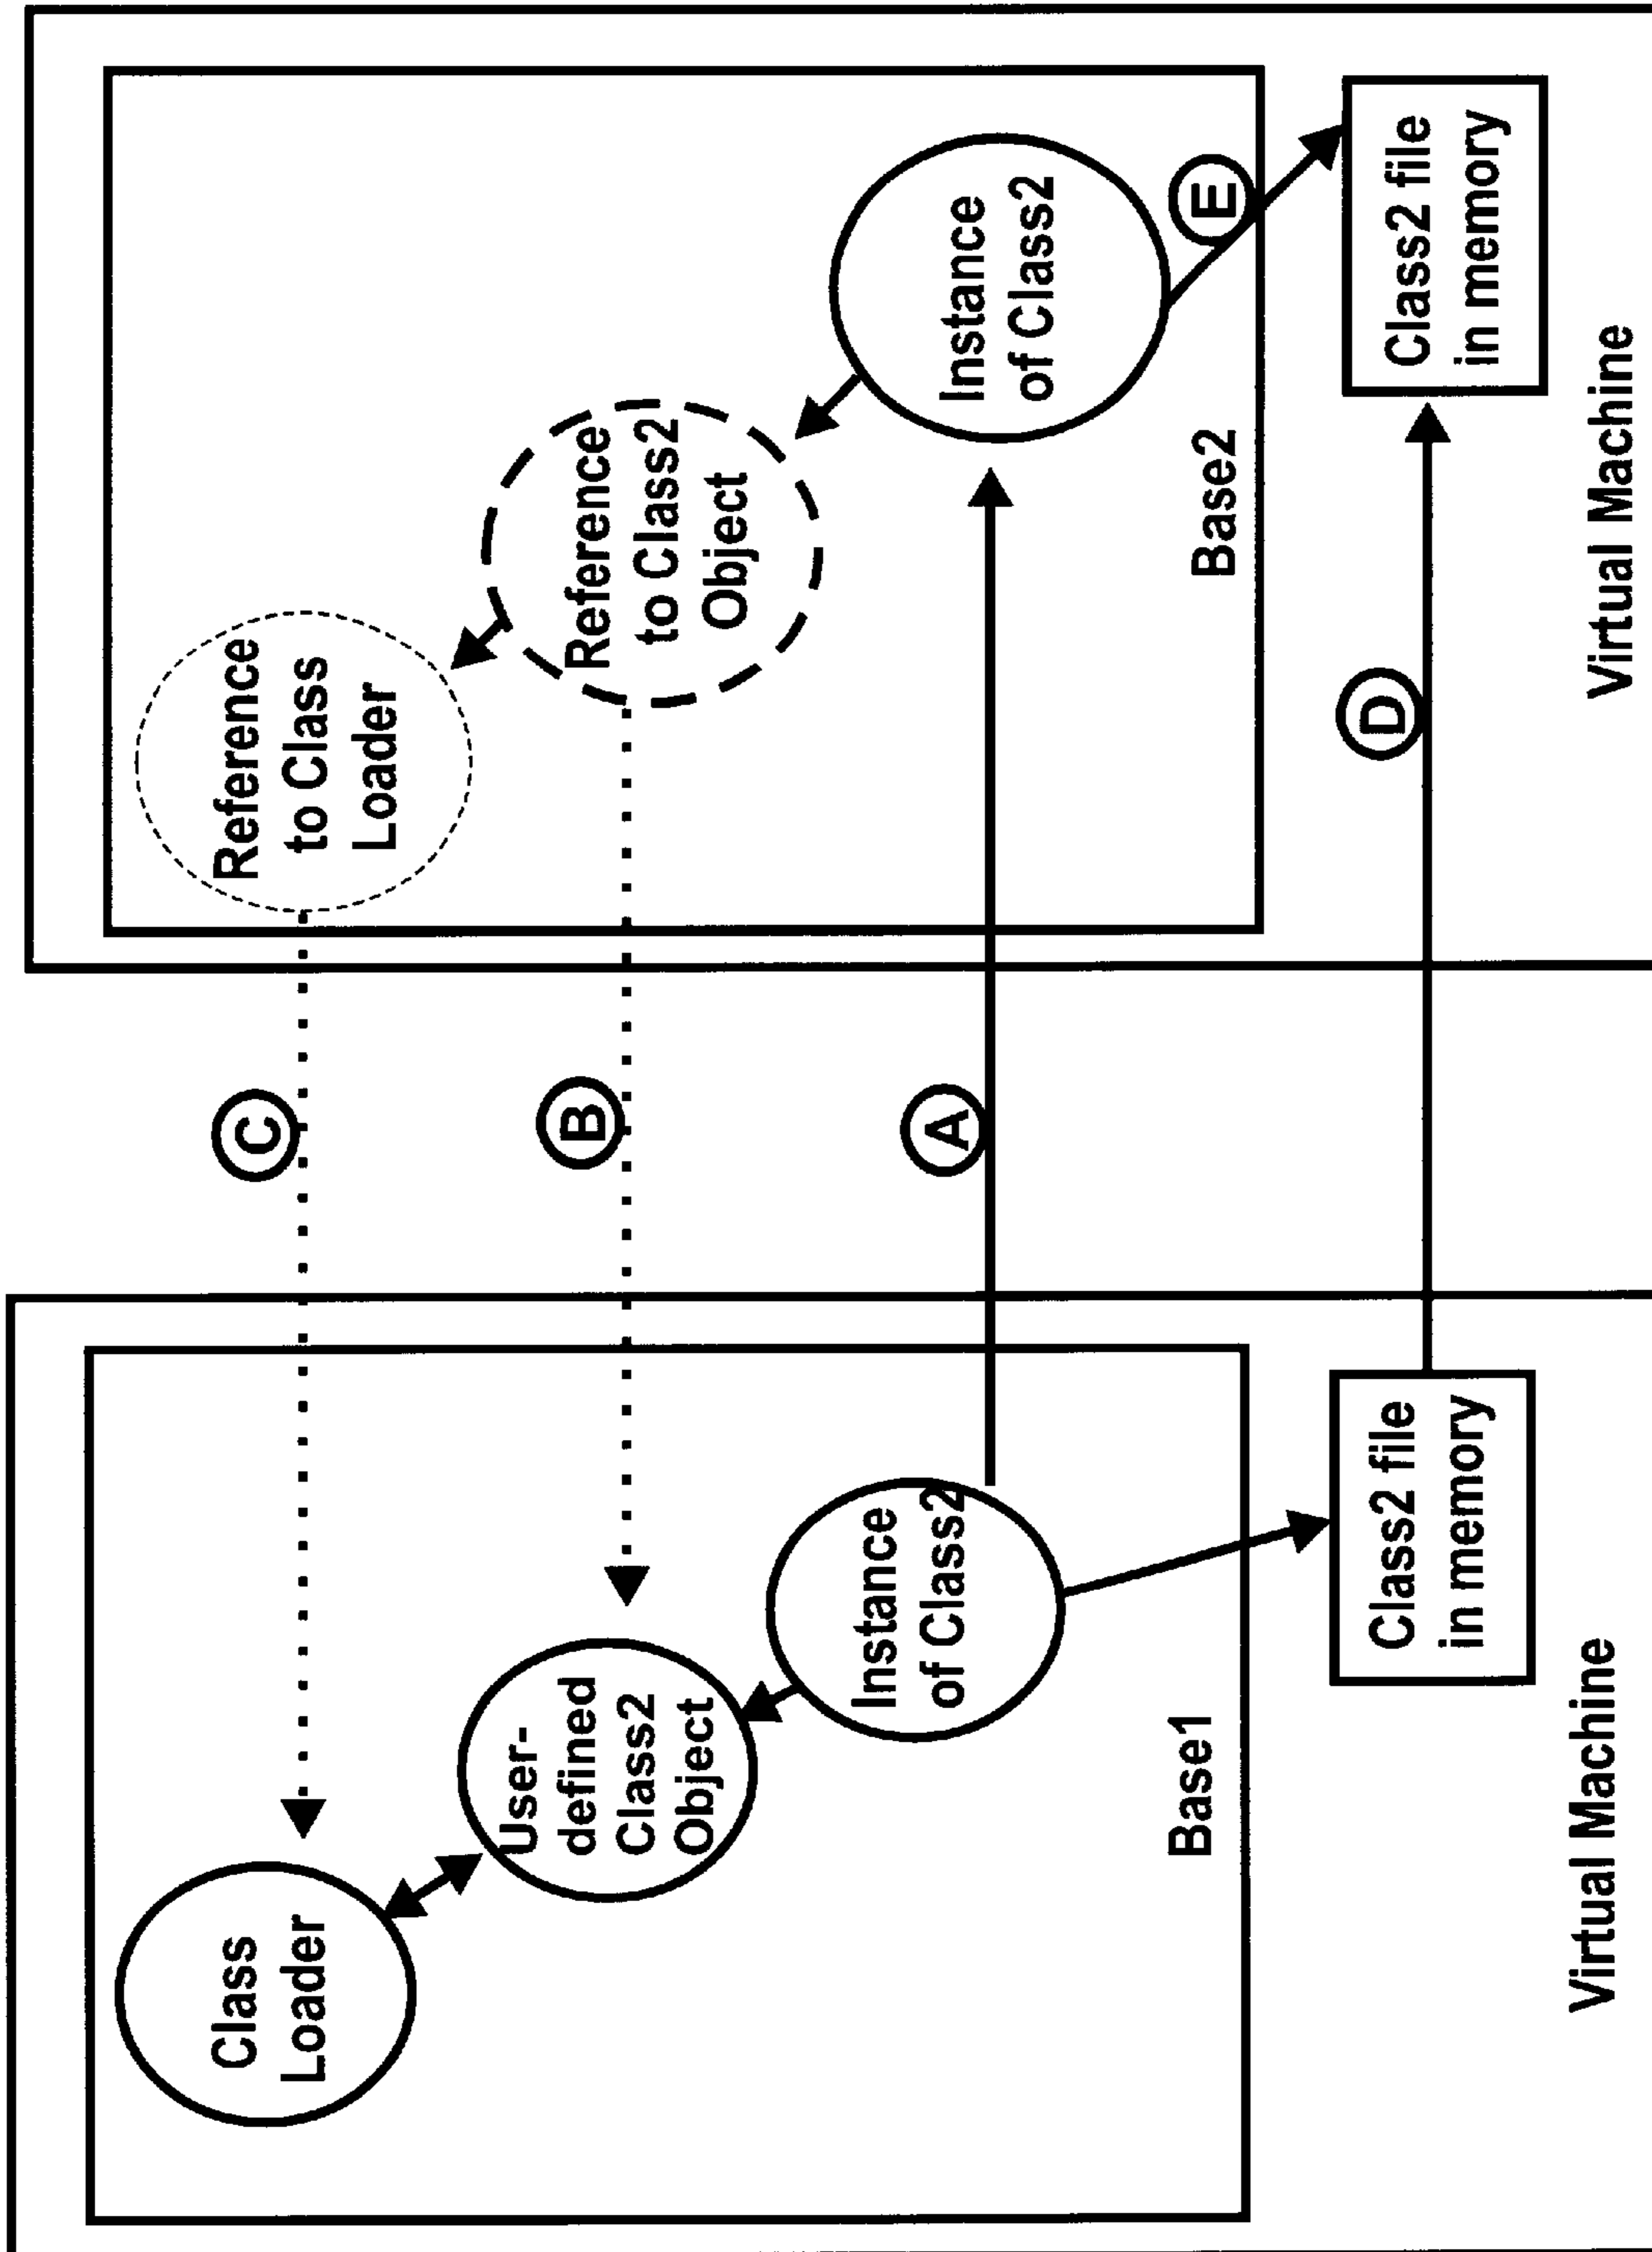 Class
Loader
User-
defined
Class2
Object
Instance
of Class2
Base1
Class2 file
in memory
Virtual Machine
C
B
A
D
Reference
to Class
Loader
Reference
to Class2
Object
Instance
of Class2
E
Base2
Class2 file
in memory
Virtual Machine